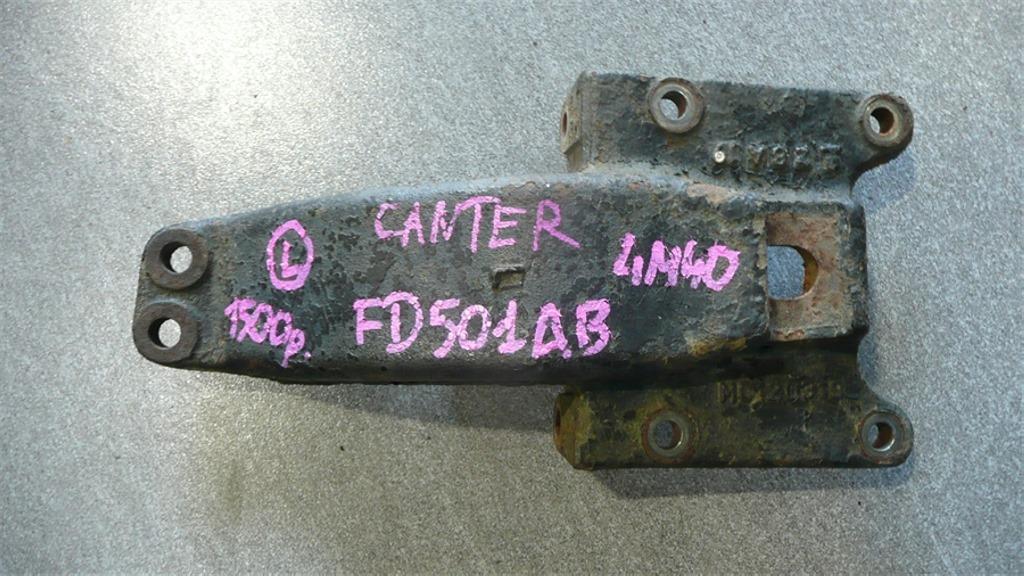 CANTER
Ⓛ
4M40
1500р.
FD501AB